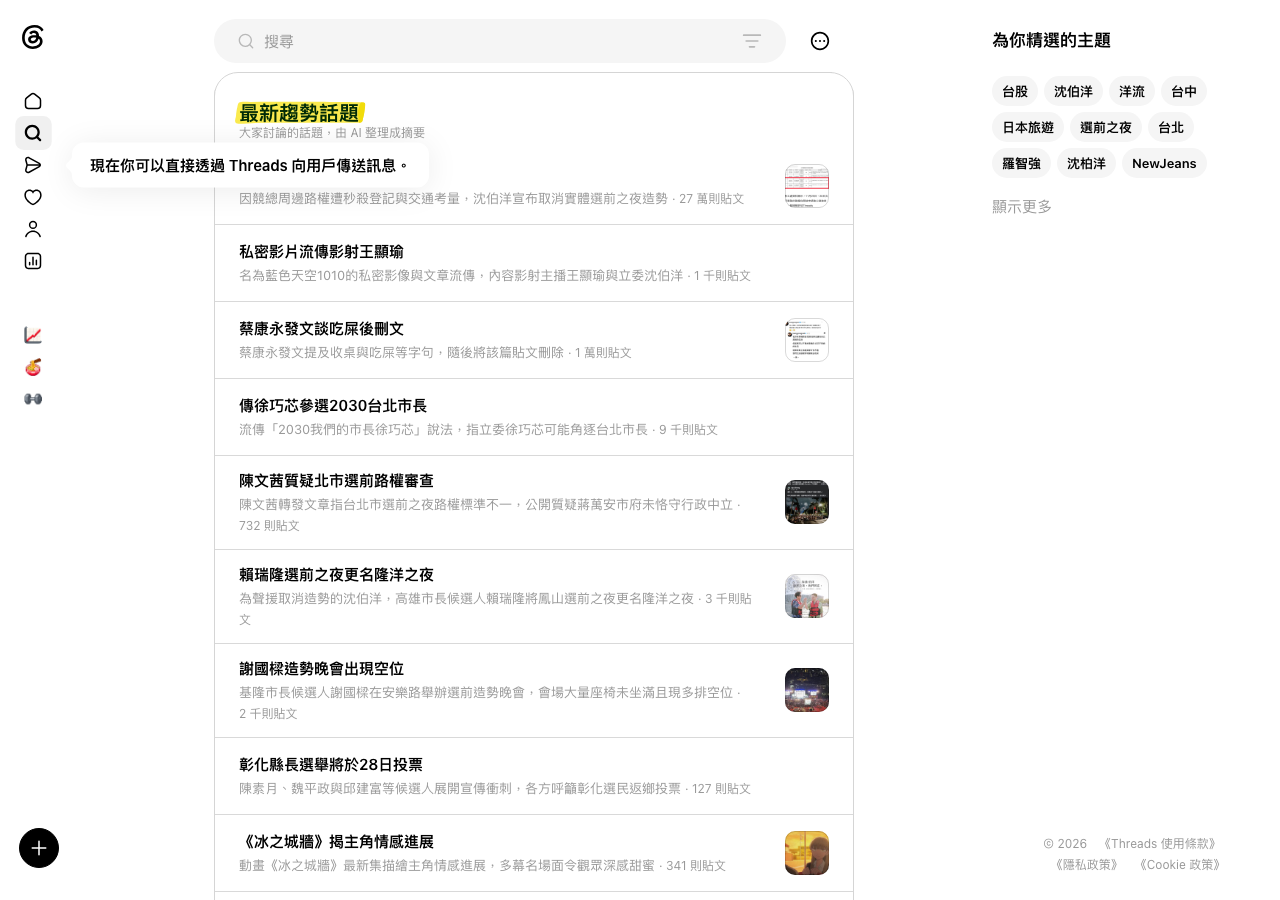 搜尋
最新趨勢話題
大家討論的話題，由 AI 整理成摘要
現在你可以直接透過 Threads 向用戶傳送訊息。
因競總周邊路權遭秒殺登記與交通考量，沈伯洋宣布取消實體選前之夜造勢 · 27 萬則貼文
私密影片流傳影射王顯瑜
名為藍色天空1010的私密影像與文章流傳，內容影射主播王顯瑜與立委沈伯洋 · 1 千則貼文
蔡康永發文談吃屎後刪文
蔡康永發文提及收桌與吃屎等字句，隨後將該篇貼文刪除 · 1 萬則貼文
傳徐巧芯參選2030台北市長
流傳「2030我們的市長徐巧芯」說法，指立委徐巧芯可能角逐台北市長 · 9 千則貼文
陳文茜質疑北市選前路權審查
陳文茜轉發文章指台北市選前之夜路權標準不一，公開質疑蔣萬安市府未恪守行政中立 ·
732 則貼文
賴瑞隆選前之夜更名隆洋之夜
為聲援取消造勢的沈伯洋，高雄市長候選人賴瑞隆將鳳山選前之夜更名隆洋之夜 · 3 千則貼
文
謝國樑造勢晚會出現空位
基隆市長候選人謝國樑在安樂路舉辦選前造勢晚會，會場大量座椅未坐滿且現多排空位 ·
2 千則貼文
彰化縣長選舉將於28日投票
陳素月、魏平政與邱建富等候選人展開宣傳衝刺，各方呼籲彰化選民返鄉投票 · 127 則貼文
《冰之城牆》揭主角情感進展
動畫《冰之城牆》最新集描繪主角情感進展，多幕名場面令觀眾深感甜蜜 · 341 則貼文
為你精選的主題
台股 沈伯洋 洋流 台中
日本旅遊 選前之夜 台北
羅智強 沈柏洋 NewJeans
顯示更多
© 2026 《Threads 使用條款》
《隱私政策》 《Cookie 政策》